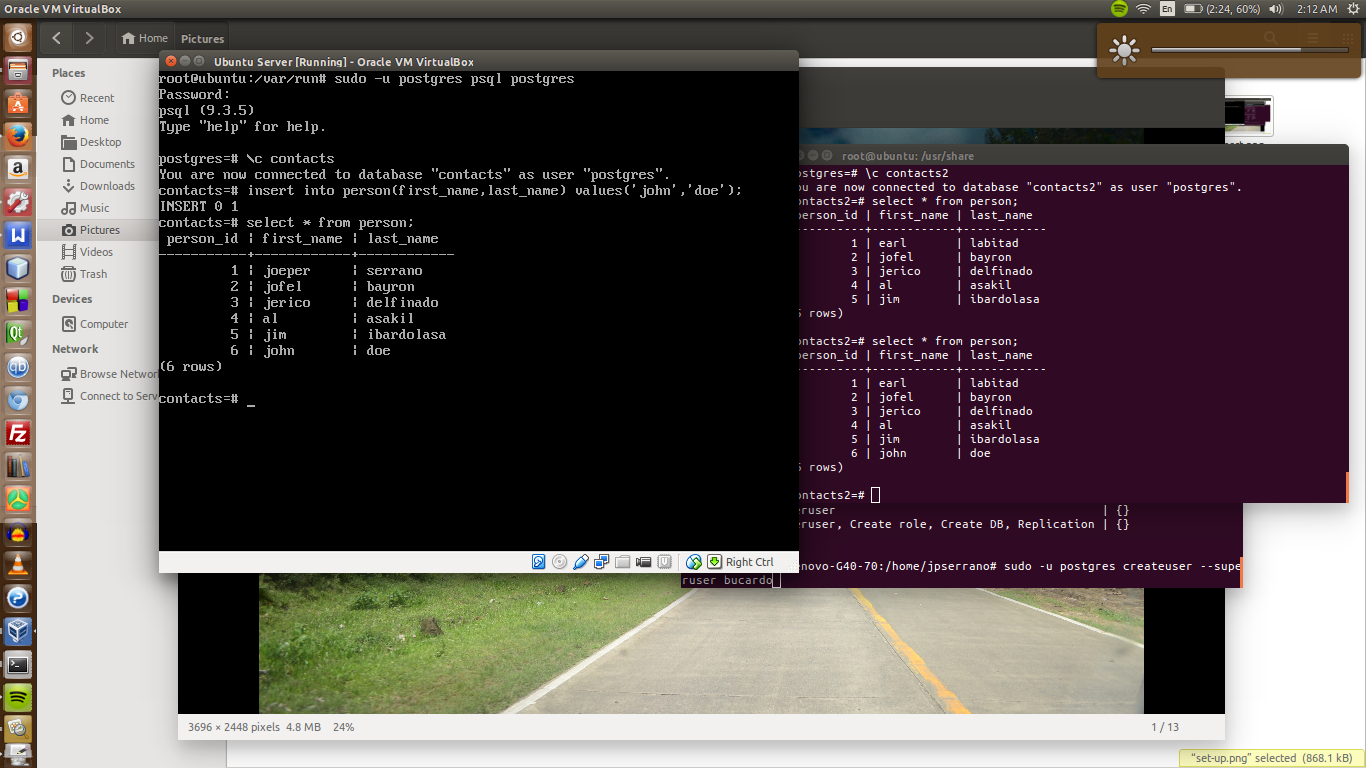 Oracle VM VirtualBox
En
(2:24, 60%)
2:12 AM
Home
Pictures
Places
Recent
Home
Desktop
Documents
Downloads
Music
Pictures
Videos
Trash
Devices
Computer
Network
Browse Networ
Connect to Serv
Ubuntu Server [Running] - Oracle VM VirtualBox
root@ubuntu:/var/run# sudo -u postgres psql postgres
Password:
psql (9.3.5)
Type "help" for help.
postgres=# \c contacts
You are now connected to database "contacts" as user "postgres".
contacts=# insert into person(first_name,last_name) values('john','doe');
INSERT 0 1
contacts=# select * from person;
person_id | first_name | last_name
-----------+------------+------------
1 | joeper | serrano
2 | jofel | bayron
3 | jerico | delfinado
4 | al | asakil
5 | jim | ibardolasa
6 | john | doe
(6 rows)
contacts=# _
Right Ctrl
root@ubuntu: /usr/share
ostgres=# \c contacts2
ou are now connected to database "contacts2" as user "postgres".
ontacts2=# select * from person;
person_id | first_name | last_name
----------+------------+------------
1 | earl | labitad
2 | jofel | bayron
3 | jerico | delfinado
4 | al | asakil
5 | jim | ibardolasa
5 rows)
ontacts2=# select * from person;
person_id | first_name | last_name
----------+------------+------------
1 | earl | labitad
2 | jofel | bayron
3 | jerico | delfinado
4 | al | asakil
5 | jim | ibardolasa
6 | john | doe
6 rows)
ontacts2=#
eruser | {}
eruser, Create role, Create DB, Replication | {}
enovo-G40-70:/home/jpserrano# sudo -u postgres createuser --supe
ruser bucardo
3696 × 2448 pixels 4.8 MB 24%
1 / 13
"set-up.png" selected (868.1 kB)